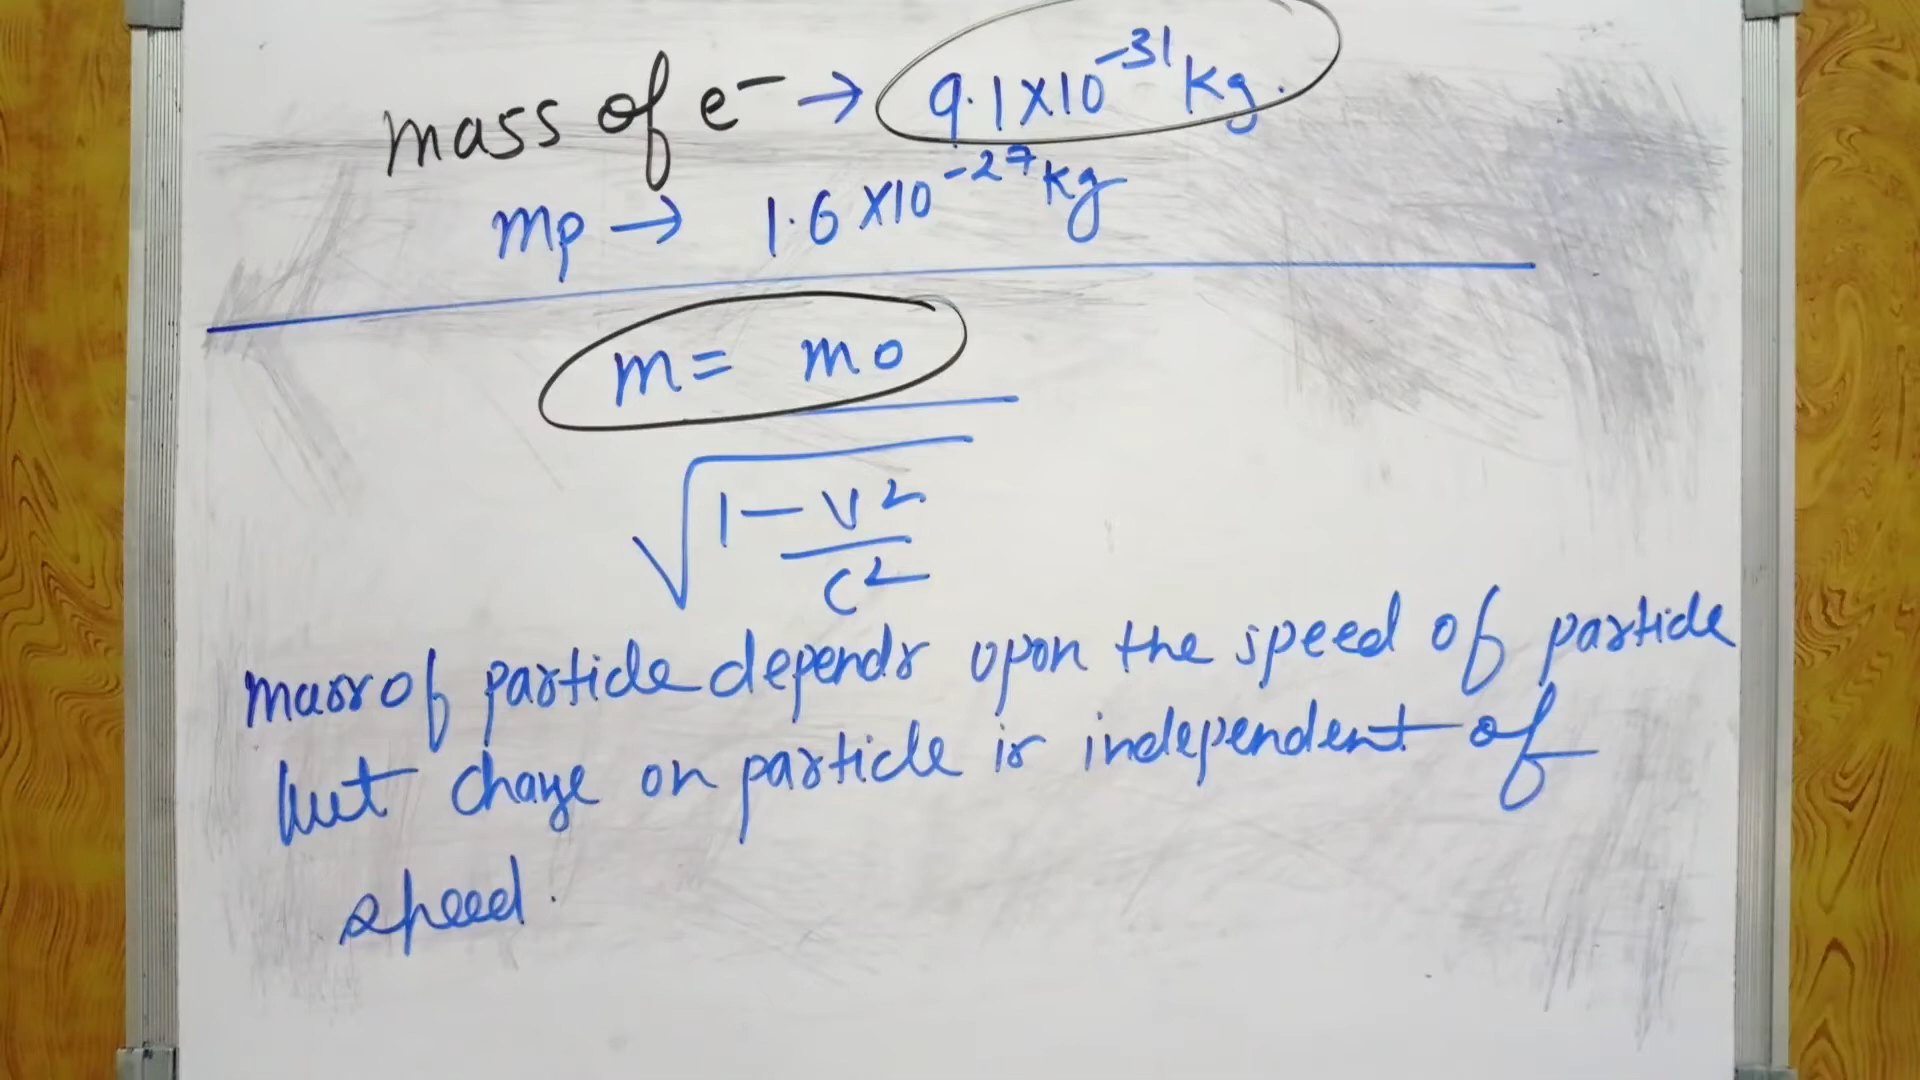 mass of e⁻ → 9.1×10⁻³¹ Kg.
mp → 1.6×10⁻²⁷ kg
m = mo
√1-v²
c²
mass of particle depends upon the speed of particle
but charge on particle is independent of
speed.